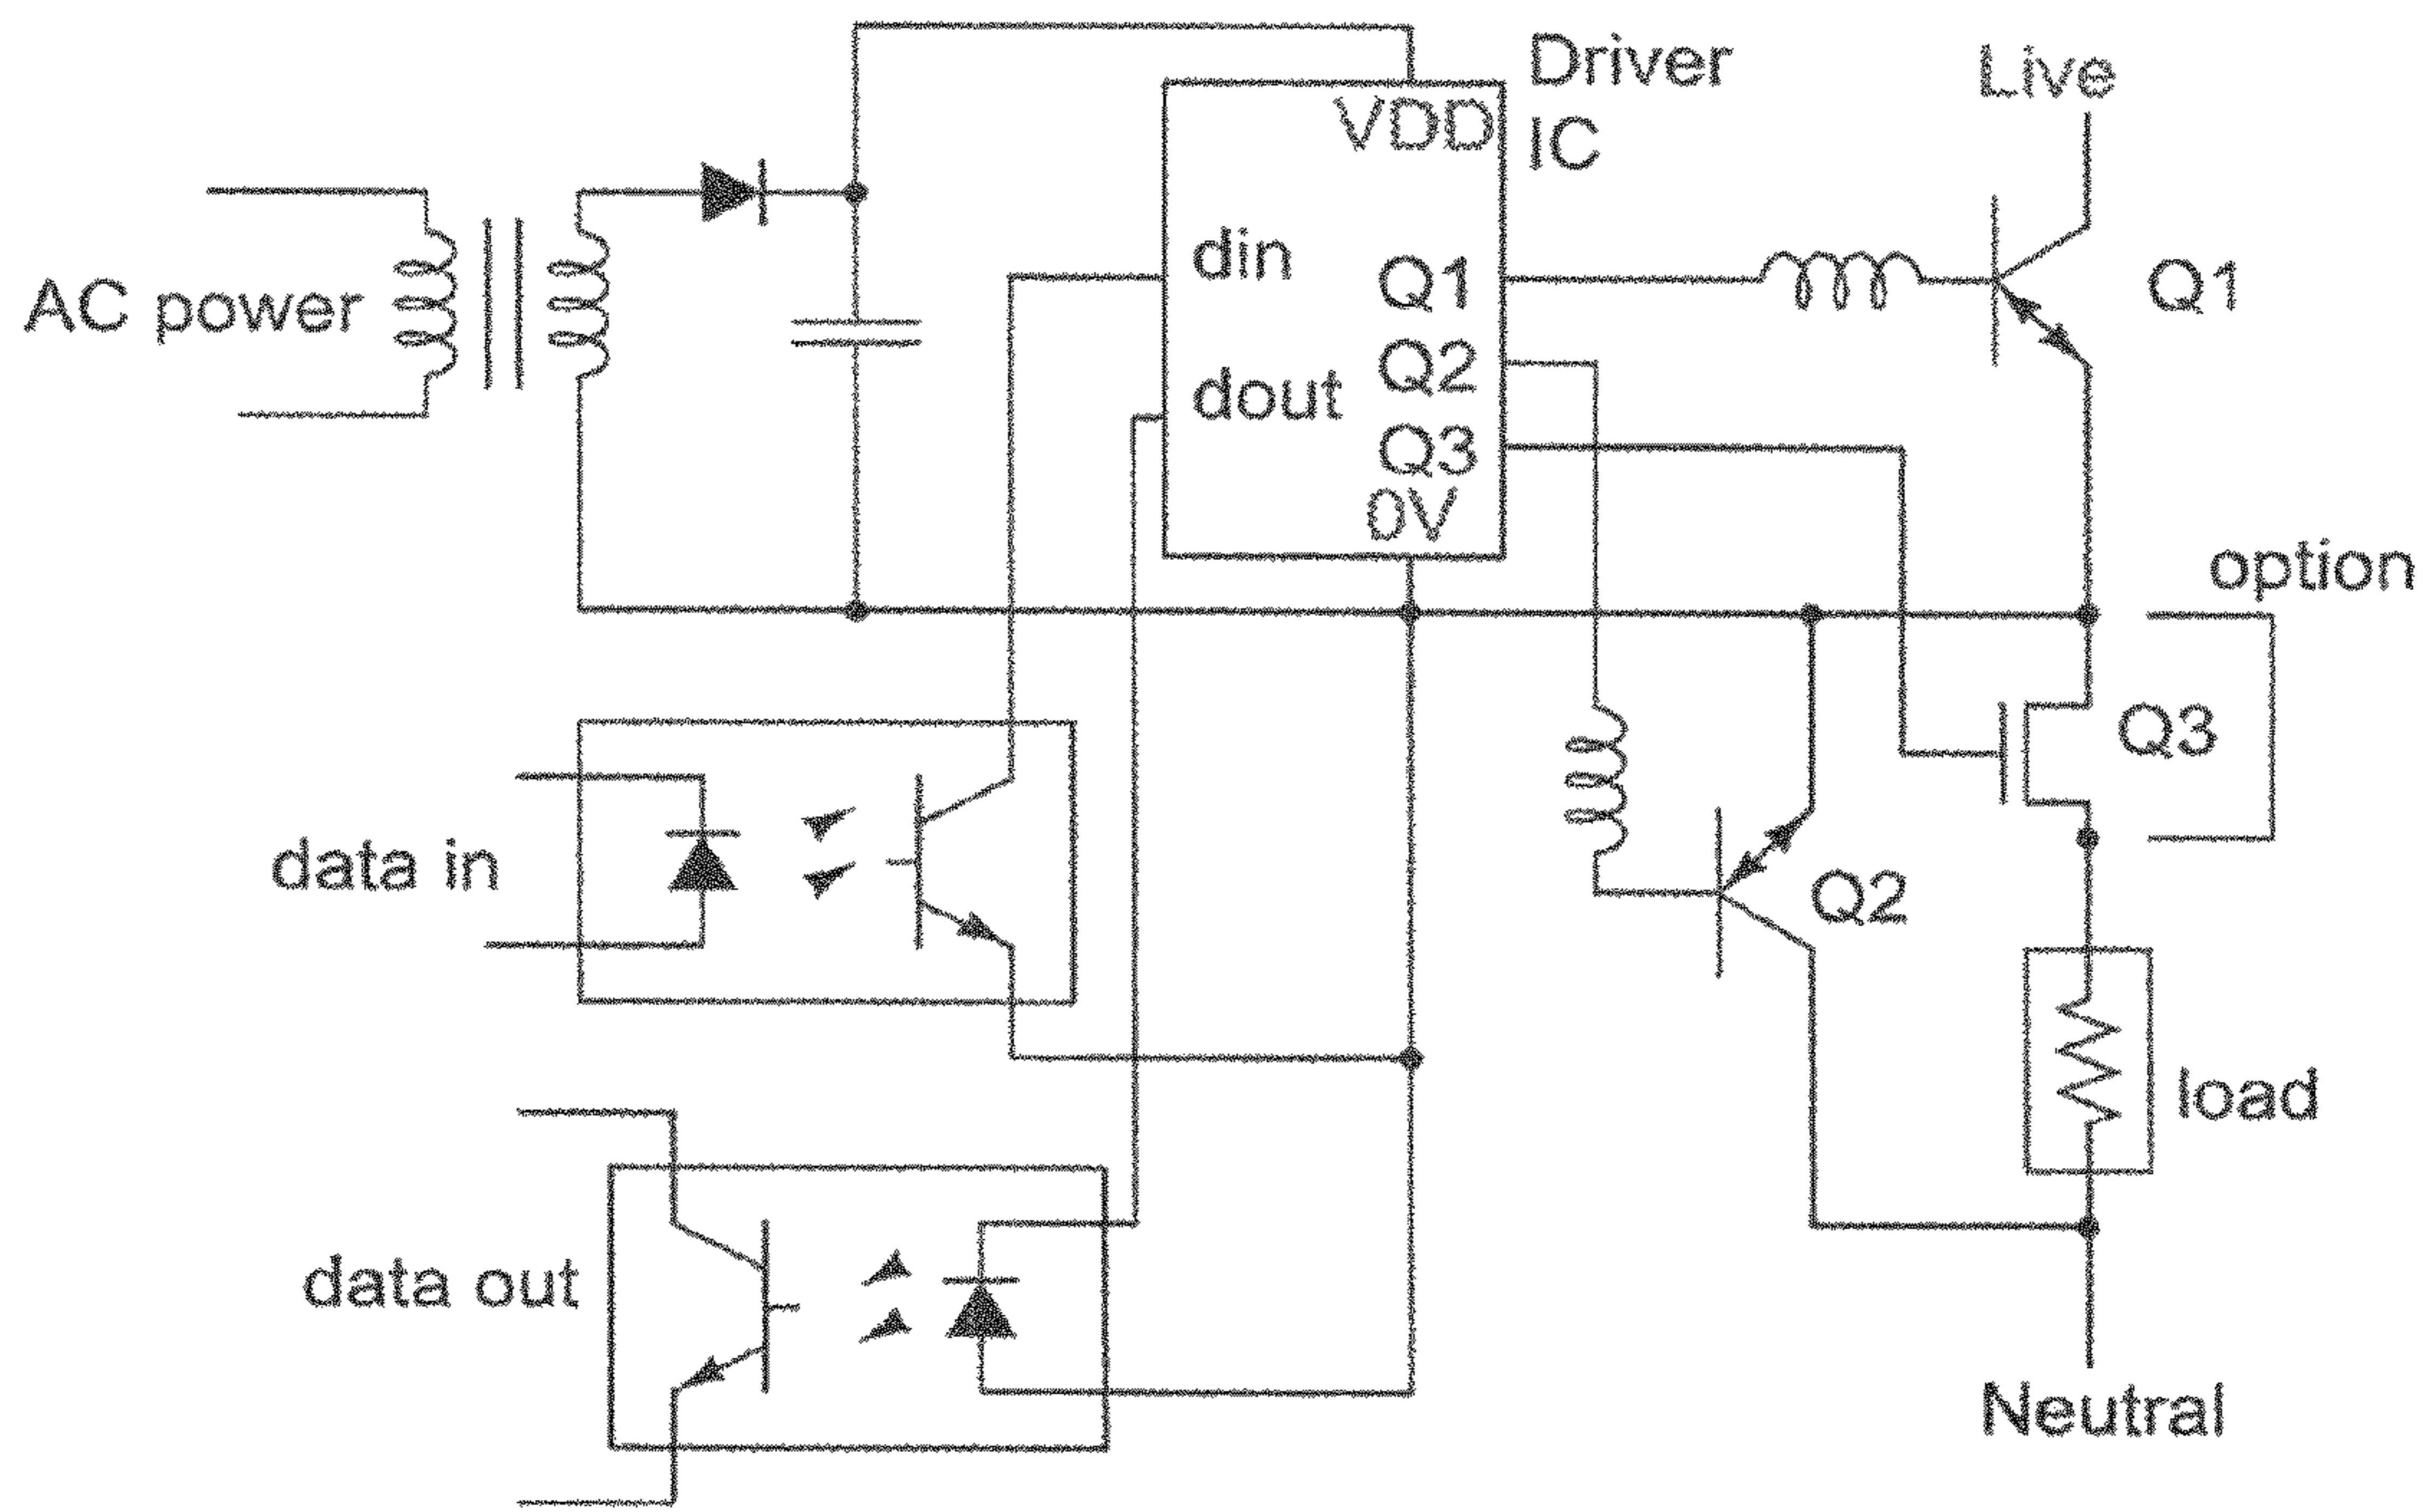 Driver
IC
Live
VDD
AC power
din
Q1
Q1
dout
Q2
Q3
0V
option
Q3
data in
Q2
load
data out
Neutral